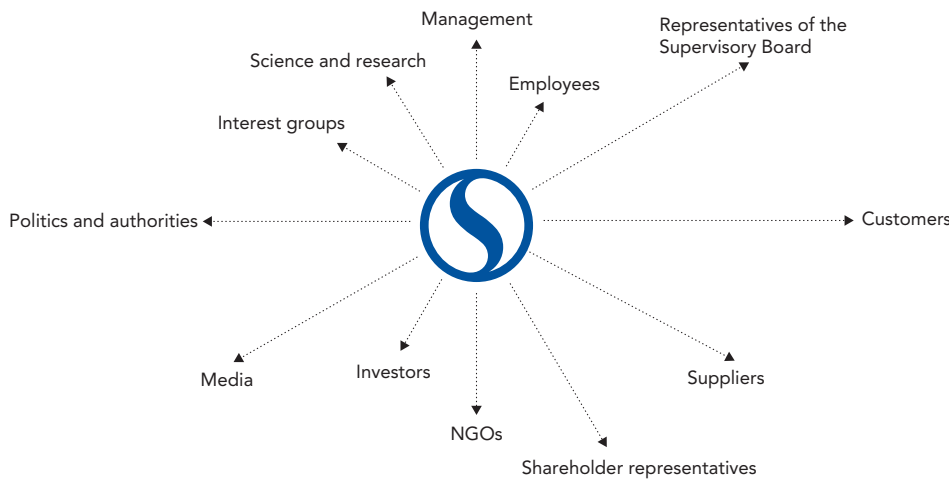 Management
Representatives of the
Supervisory Board
Science and research
Employees
Interest groups
Politics and authorities
Customers
Media
Investors
Suppliers
NGOs
Shareholder representatives